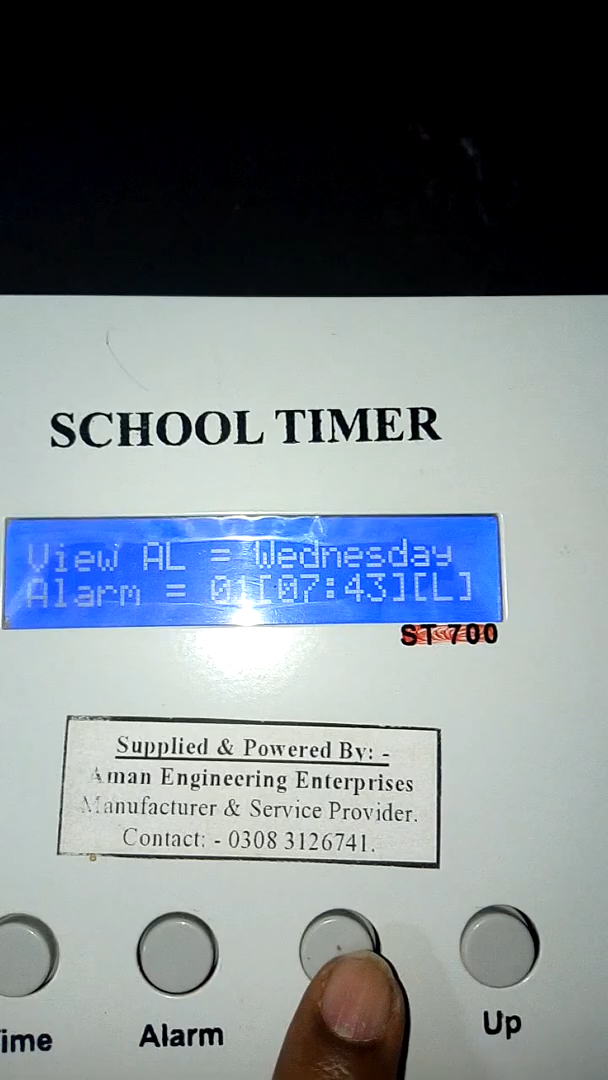 SCHOOL TIMER
View AL = Wednesday
Alarm = 01[07:43][L]
ST 700
Supplied & Powered By: -
Aman Engineering Enterprises
Manufacturer & Service Provider.
Contact: - 0308 3126741.
Alarm
Up